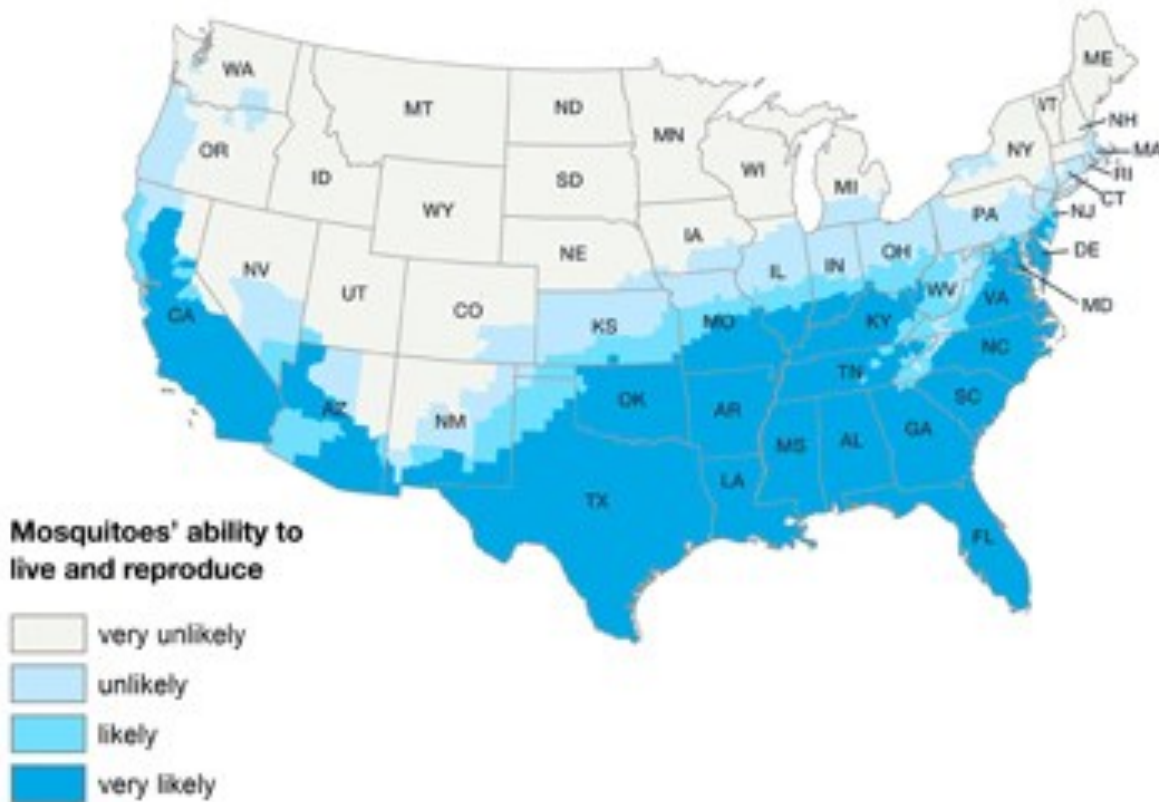 WA
MT
ND
MN
ME
VT
NH
MA
NY
RI
CT
OR
ID
SD
WI
MI
WY
PA
NJ
IA
NE
DE
OH
NV
IL
IN
UT
CO
WV
VA
MD
KS
MO
KY
CA
NC
TN
AZ
NM
OK
AR
SC
MS
AL
GA
LA
TX
FL
Mosquitoes' ability to
live and reproduce
very unlikely
unlikely
likely
very likely